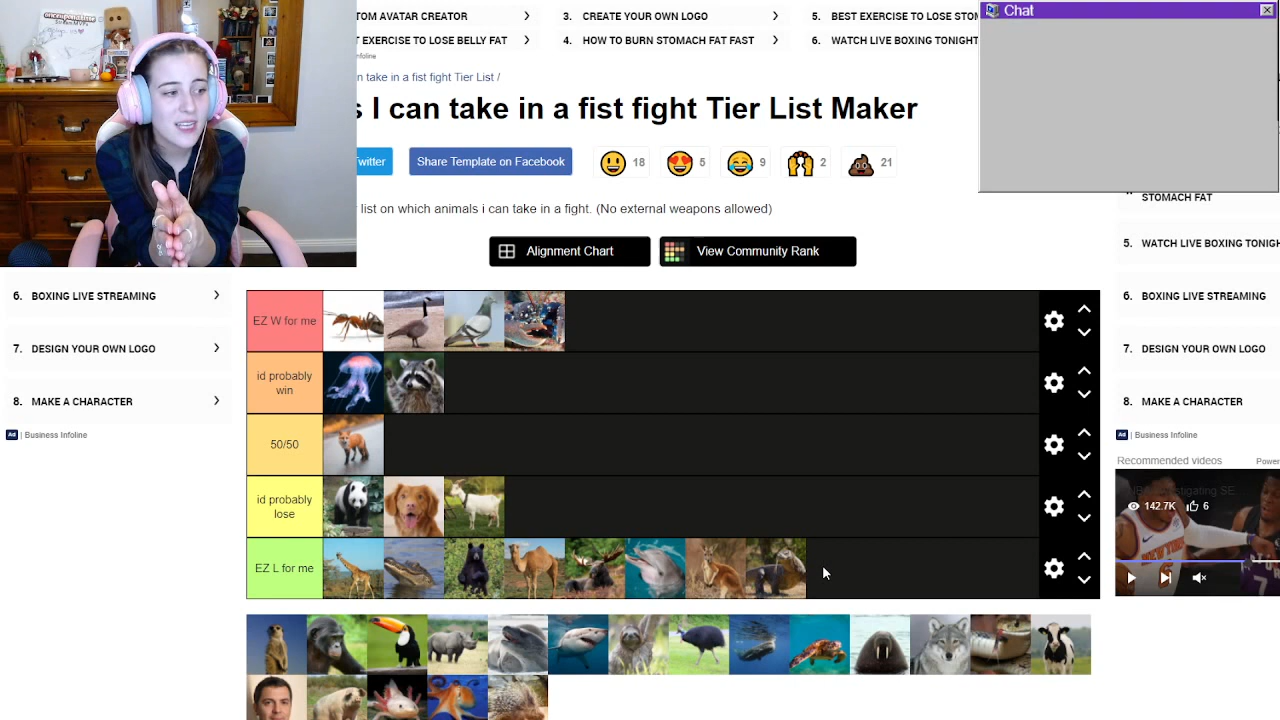 TOM AVATAR CREATOR
3. CREATE YOUR OWN LOGO
5. BEST EXERCISE TO LOSE STOM
T EXERCISE TO LOSE BELLY FAT
4. HOW TO BURN STOMACH FAT FAST
6. WATCH LIVE BOXING TONIGHT
Chat
nfoline
n take in a fist fight Tier List /
s I can take in a fist fight Tier List Maker
witter
Share Template on Facebook
18
5
9
2
21
list on which animals i can take in a fight. (No external weapons allowed)
Alignment Chart
View Community Rank
6. BOXING LIVE STREAMING
7. DESIGN YOUR OWN LOGO
8. MAKE A CHARACTER
Ad | Business Infoline
EZ W for me
id probably
win
50/50
id probably
lose
EZ L for me
STOMACH FAT
5. WATCH LIVE BOXING TONIGH
6. BOXING LIVE STREAMING
7. DESIGN YOUR OWN LOGO
8. MAKE A CHARACTER
Ad | Business Infoline
Recommended videos
Power
142.7K
6